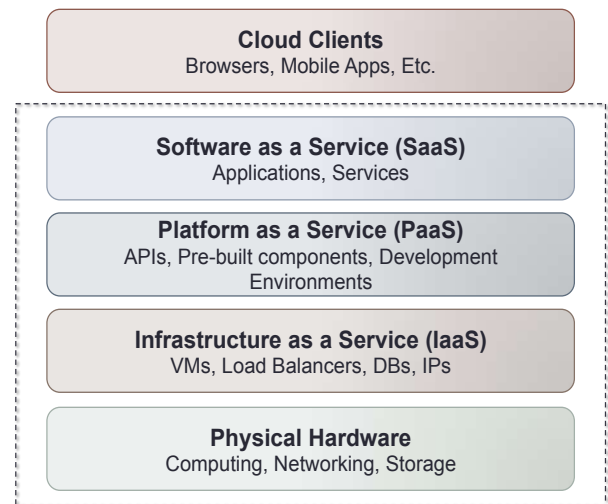 Cloud Clients
Browsers, Mobile Apps, Etc.
Software as a Service (SaaS)
Applications, Services
Platform as a Service (PaaS)
APIs, Pre-built components, Development
Environments
Infrastructure as a Service (IaaS)
VMs, Load Balancers, DBs, IPs
Physical Hardware
Computing, Networking, Storage